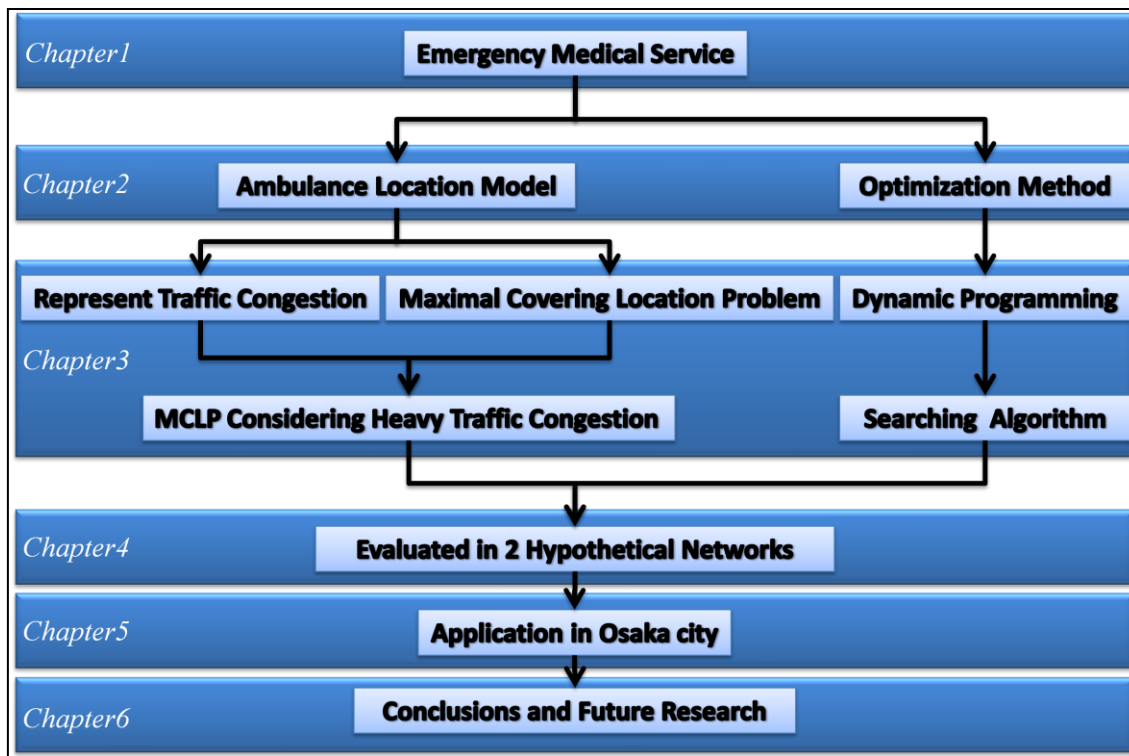 Chapter1
Emergency Medical Service
Chapter2
Ambulance Location Model
Optimization Method
Chapter3
Represent Traffic Congestion
Maximal Covering Location Problem
Dynamic Programming
MCLP Considering Heavy Traffic Congestion
Searching Algorithm
Chapter4
Evaluated in 2 Hypothetical Networks
Chapter5
Application in Osaka city
Chapter6
Conclusions and Future Research